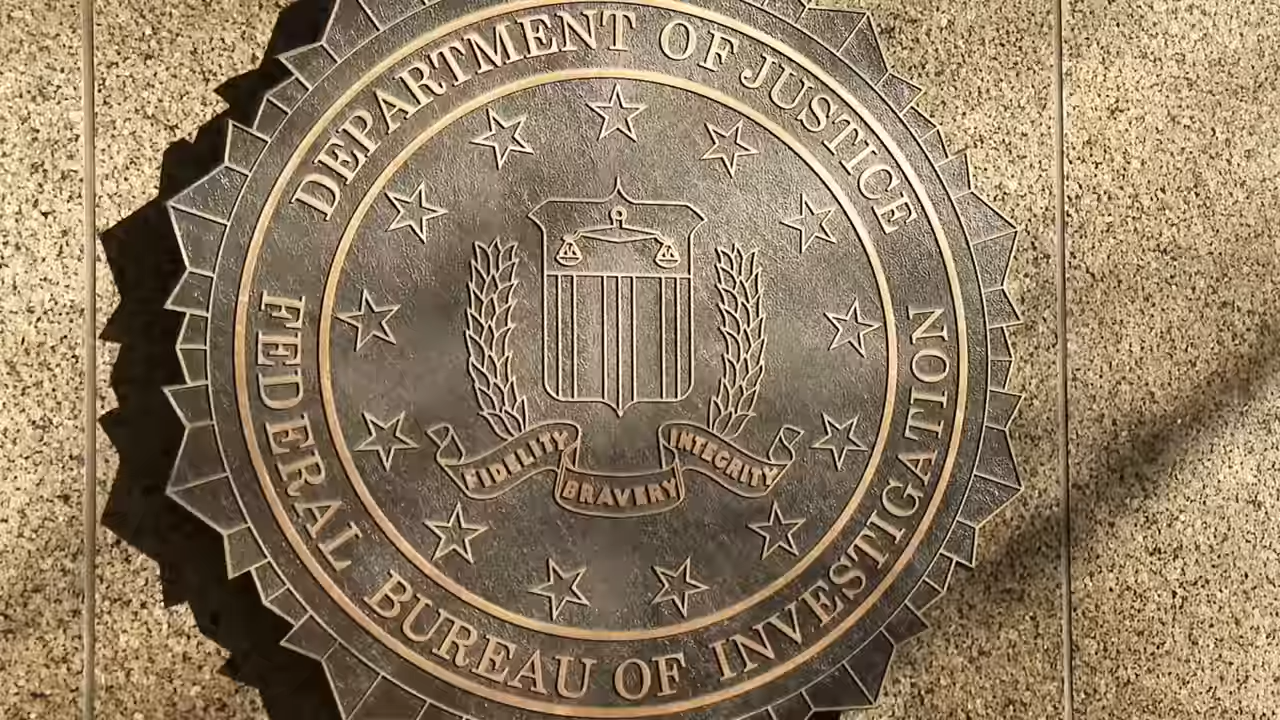 DEPARTMENT OF JUSTICE
FEDERAL BUREAU OF INVESTIGATION
FIDELITY BRAVERY INTEGRITY